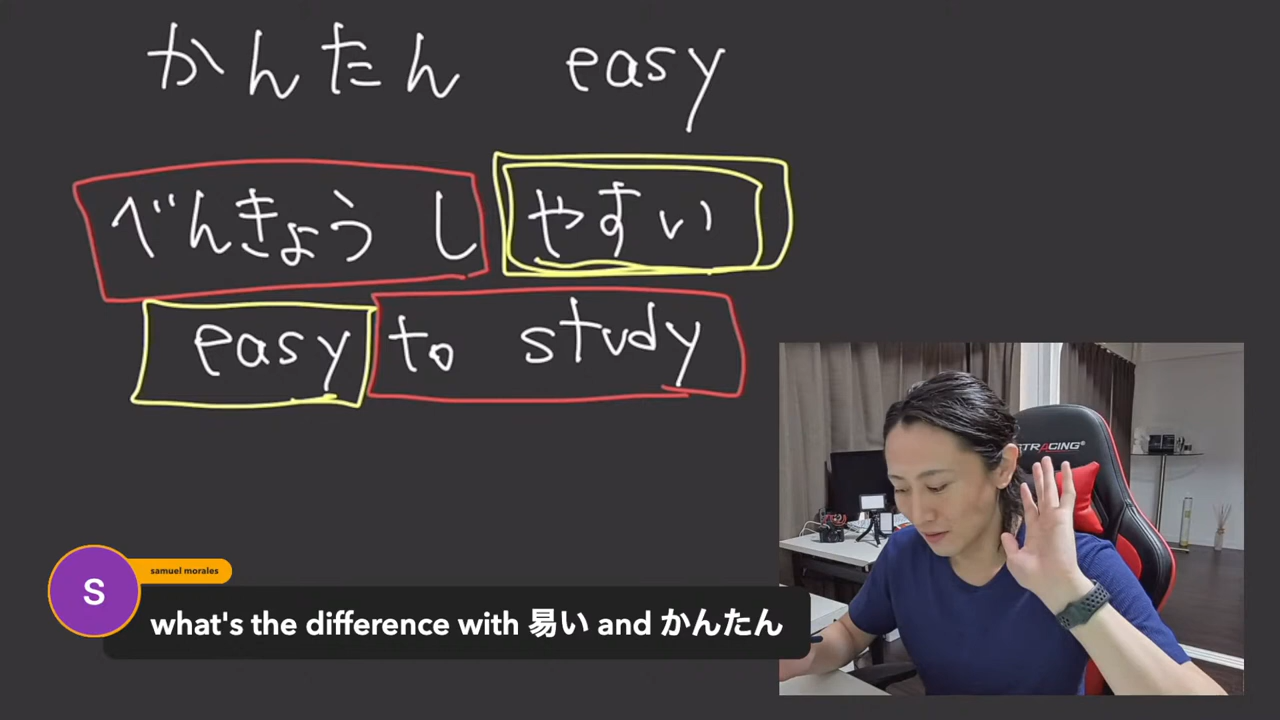 かんたん easy
べんきょう し やすい
easy to study
TRACING
samuel morales
S
what's the difference with 易い and かんたん